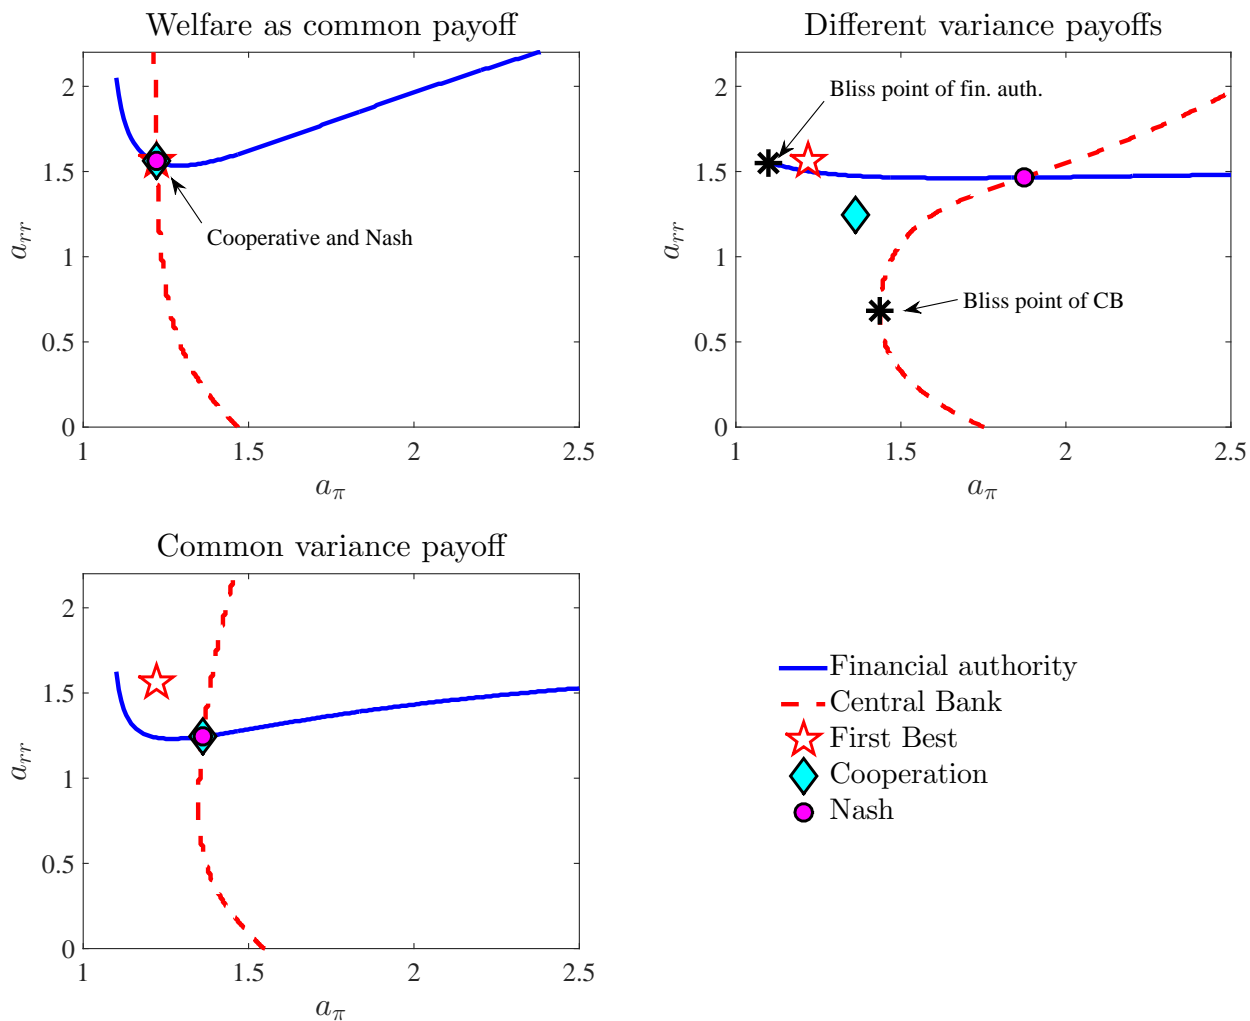 Welfare as common payoff
2
1.5
1
0.5
0
a_rr
1
1.5
2
2.5
a_π
Cooperative and Nash
Different variance payoffs
2
1.5
1
0.5
0
a_rr
1
1.5
2
2.5
a_π
Bliss point of fin. auth.
Bliss point of CB
Common variance payoff
2
1.5
1
0.5
0
a_rr
1
1.5
2
2.5
a_π
Financial authority
Central Bank
First Best
Cooperation
Nash